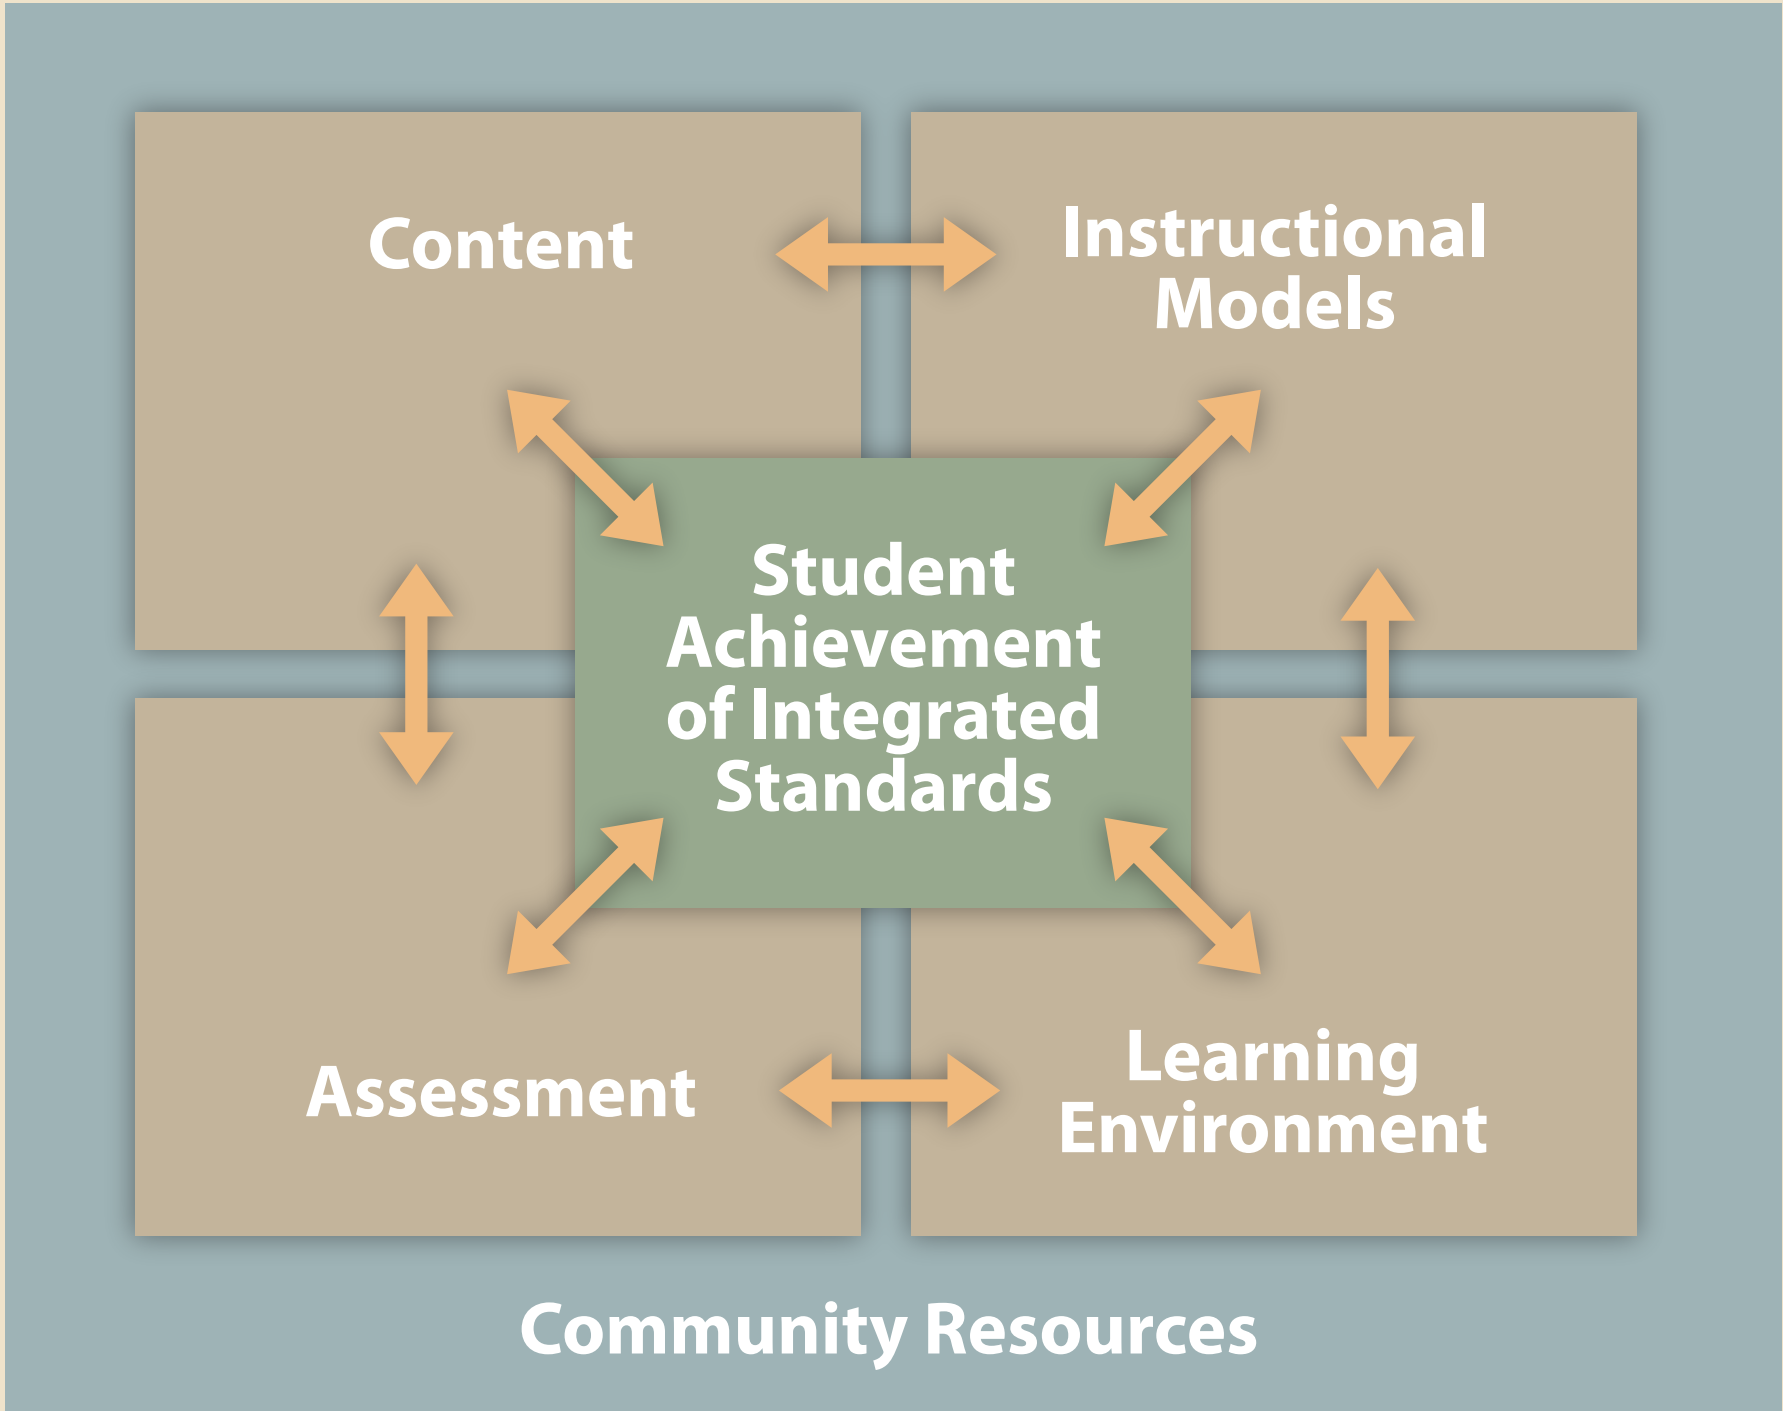 Content
Instructional
Models
Student
Achievement
of Integrated
Standards
Assessment
Learning
Environment
Community Resources